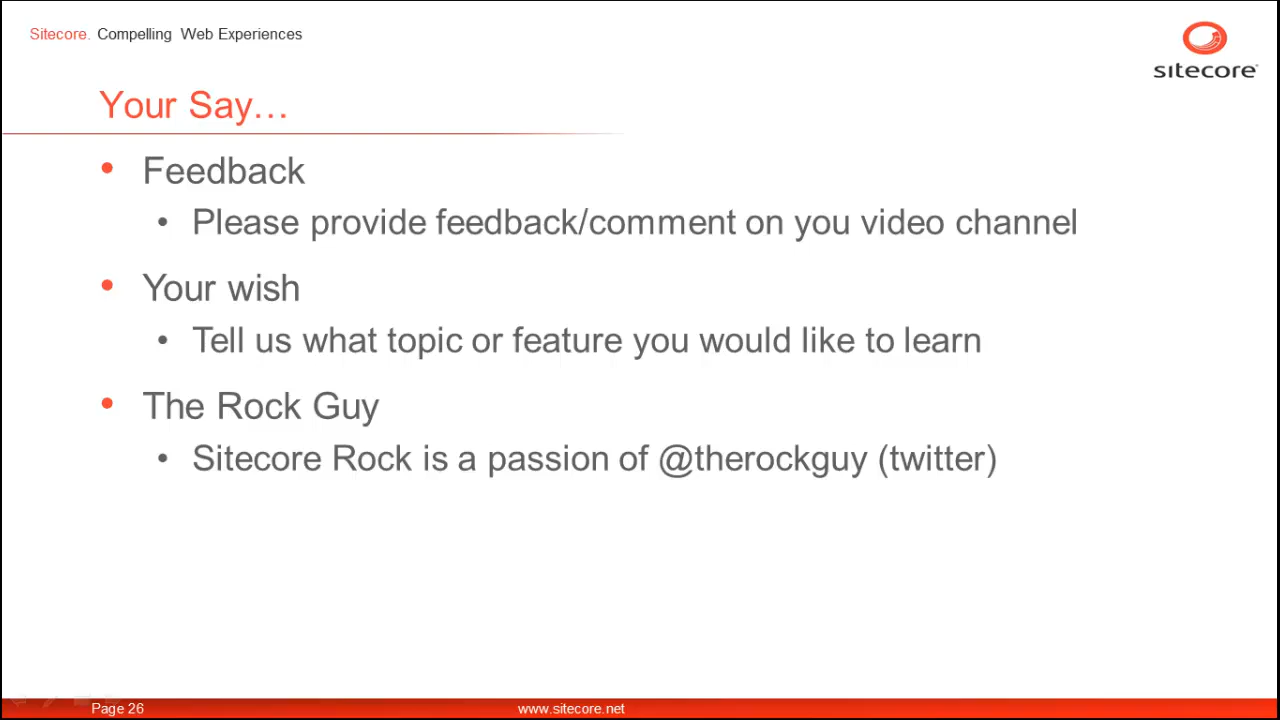 Sitecore. Compelling Web Experiences
sitecore
Your Say…
• Feedback
• Please provide feedback/comment on you video channel
• Your wish
• Tell us what topic or feature you would like to learn
• The Rock Guy
• Sitecore Rock is a passion of @therockguy (twitter)
Page 26
www.sitecore.net